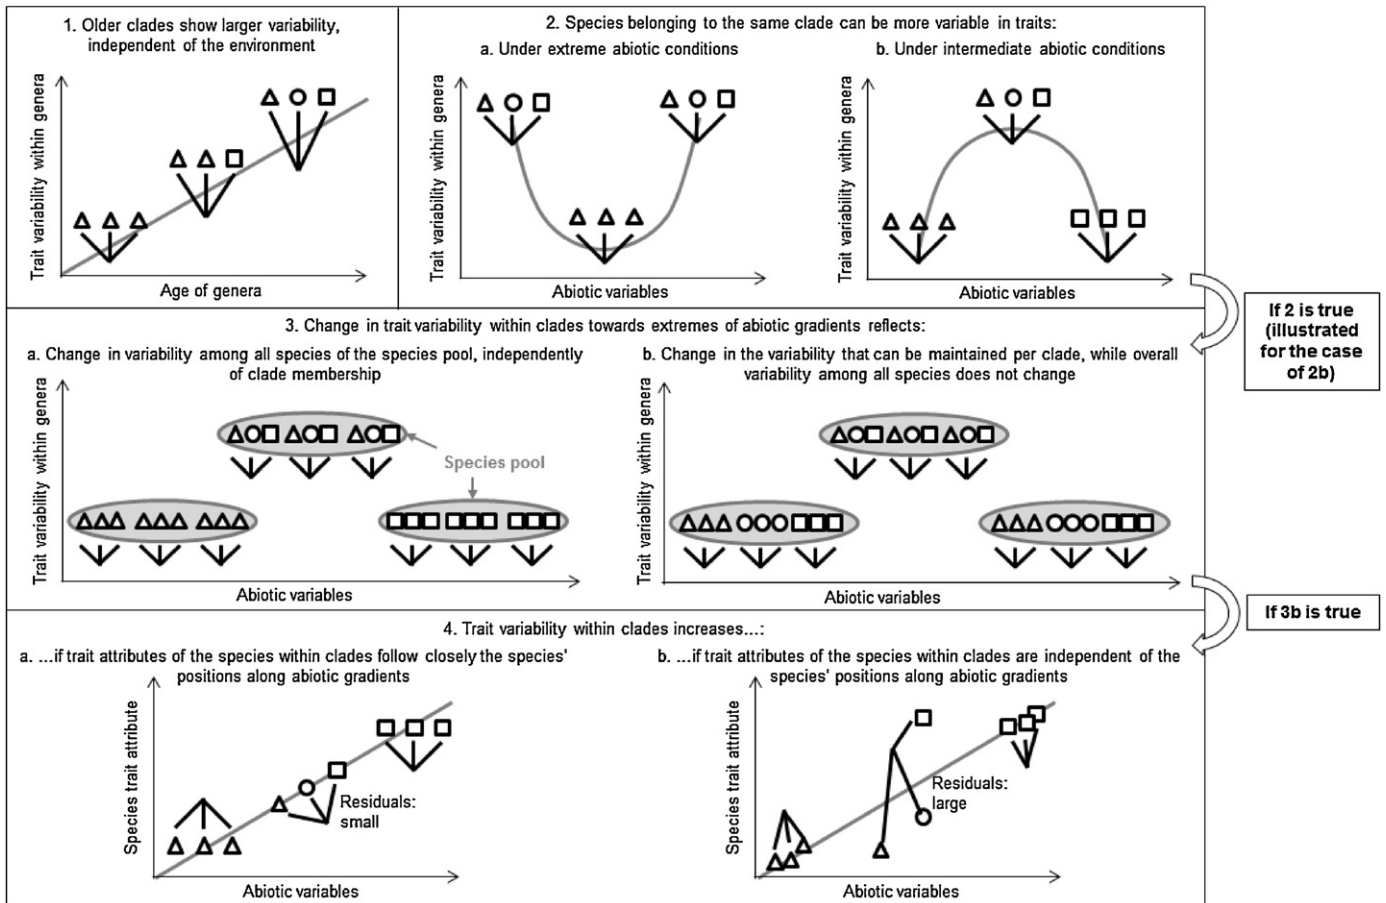 1. Older clades show larger variability,
independent of the environment
Trait variability within genera
Age of genera
2. Species belonging to the same clade can be more variable in traits:
a. Under extreme abiotic conditions
Trait variability within genera
Abiotic variables
b. Under intermediate abiotic conditions
Trait variability within genera
Abiotic variables
If 2 is true
(illustrated
for the case
of 2b)
3. Change in trait variability within clades towards extremes of abiotic gradients reflects:
a. Change in variability among all species of the species pool, independently
of clade membership
Trait variability within genera
Species pool
Abiotic variables
b. Change in the variability that can be maintained per clade, while overall
variability among all species does not change
Trait variability within genera
Abiotic variables
If 3b is true
4. Trait variability within clades increases...:
a. ...if trait attributes of the species within clades follow closely the species'
positions along abiotic gradients
Species trait attribute
Residuals:
small
Abiotic variables
b. ...if trait attributes of the species within clades are independent of the
species' positions along abiotic gradients
Species trait attribute
Residuals:
large
Abiotic variables